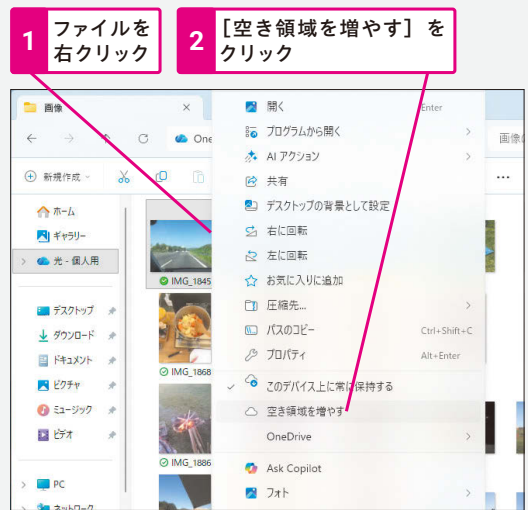 1 ファイルを
右クリック
2 [空き領域を増やす] を
クリック
画像
開く Enter
プログラムから開く
One
画像の
AI アクション
新規作成
共有
デスクトップの背景として設定
ホーム
ギャラリー
右に回転
光 - 個人用
左に回転
IMG_1845
お気に入りに追加
デスクトップ
圧縮先...
ダウンロード
パスのコピー Ctrl+Shift+C
ドキュメント
プロパティ Alt+Enter
IMG_1868
ピクチャ
このデバイス上に常に保持する
ミュージック
空き領域を増やす
ビデオ
OneDrive
IMG_1886
Ask Copilot
PC
フォト
ネットワーク